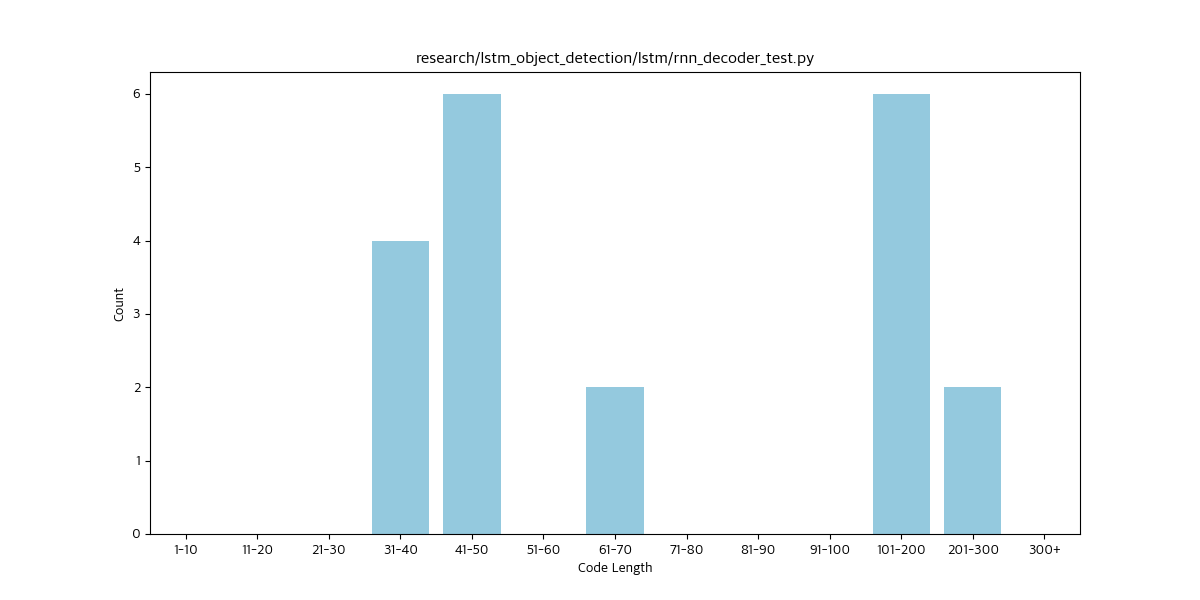 research/lstm_object_detection/lstm/rnn_decoder_test.py
Count
6
5
4
3
2
1
0
1-10 11-20 21-30 31-40 41-50 51-60 61-70 71-80 81-90 91-100 101-200 201-300 300+
Code Length